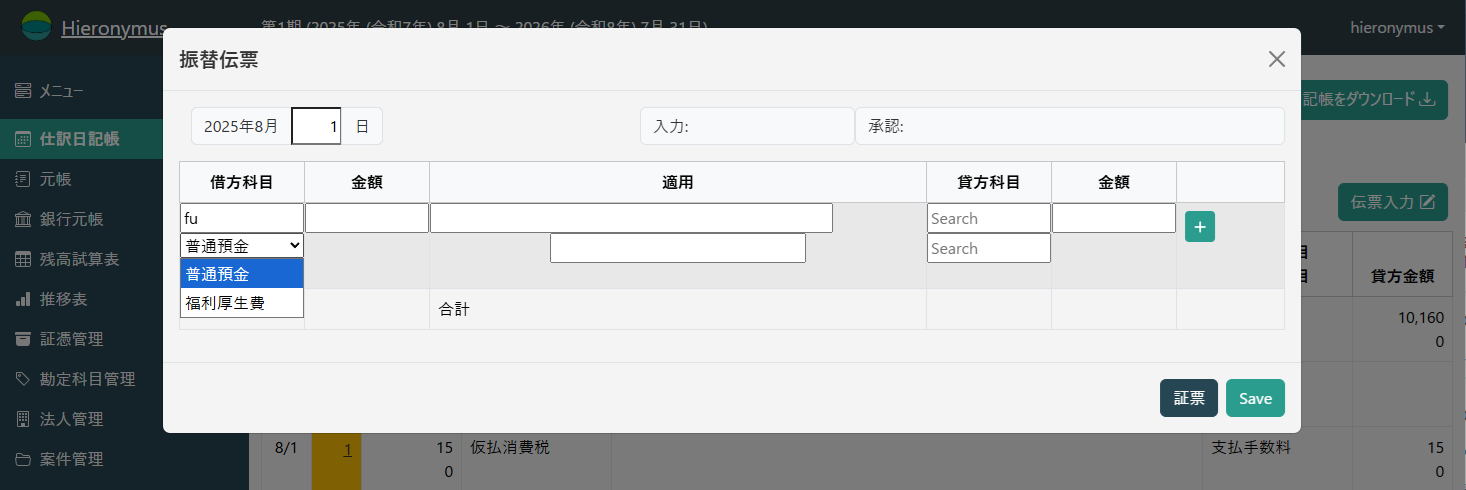 Hieronymus
第1期 (2025年 (令和7年) 8月 1日 ～ 2026年 (令和8年) 7月 31日)
hieronymus
振替伝票
メニュー
記帳をダウンロード
2025年8月 1 日 入力: 承認:
仕訳日記帳
借方科目 金額 適用 貸方科目 金額
元帳
伝票入力
fu Search
銀行元帳
普通預金 Search
残高試算表
普通預金
目
目 貸方金額
推移表
福利厚生費
合計
10,160
0
証憑管理
勘定科目管理
証票 Save
法人管理
8/1 1 15 仮払消費税 支払手数料 15
0 0
案件管理